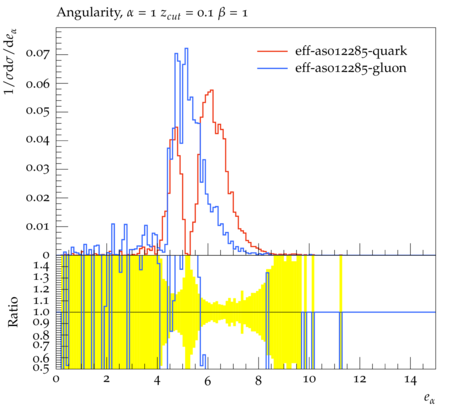 Angularity, α = 1 z_cut = 0.1 β = 1
1/σdσ/de_α
eff-as012285-quark
eff-as012285-gluon
0.07
0.06
0.05
0.04
0.03
0.02
0.01
0
Ratio
1.4
1.3
1.2
1.1
1.0
0.9
0.8
0.7
0.6
0.5
0 2 4 6 8 10 12 14
e_α